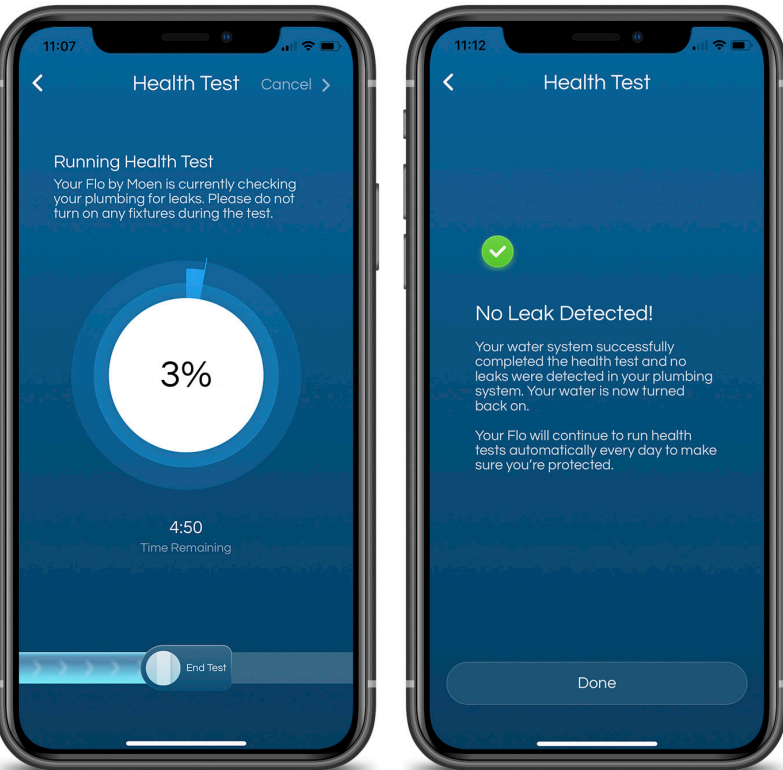 11:07
Health Test
Cancel
Running Health Test
Your Flo by Moen is currently checking
your plumbing for leaks. Please do not
turn on any fixtures during the test.
3%
4:50
Time Remaining
End Test
11:12
Health Test
No Leak Detected!
Your water system successfully
completed the health test and no
leaks were detected in your plumbing
system. Your water is now turned
back on.
Your Flo will continue to run health
tests automatically every day to make
sure you're protected.
Done